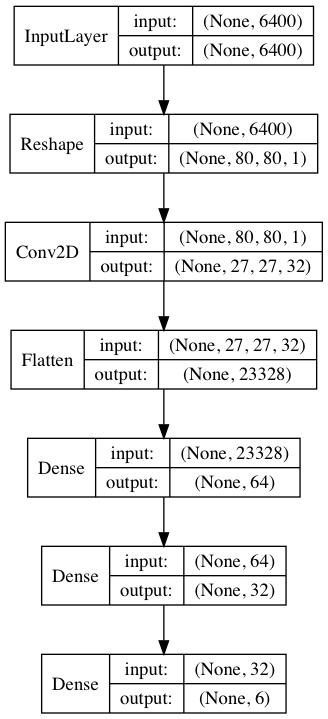 InputLayer
input: (None, 6400)
output: (None, 6400)
Reshape
input: (None, 6400)
output: (None, 80, 80, 1)
Conv2D
input: (None, 80, 80, 1)
output: (None, 27, 27, 32)
Flatten
input: (None, 27, 27, 32)
output: (None, 23328)
Dense
input: (None, 23328)
output: (None, 64)
Dense
input: (None, 64)
output: (None, 32)
Dense
input: (None, 32)
output: (None, 6)